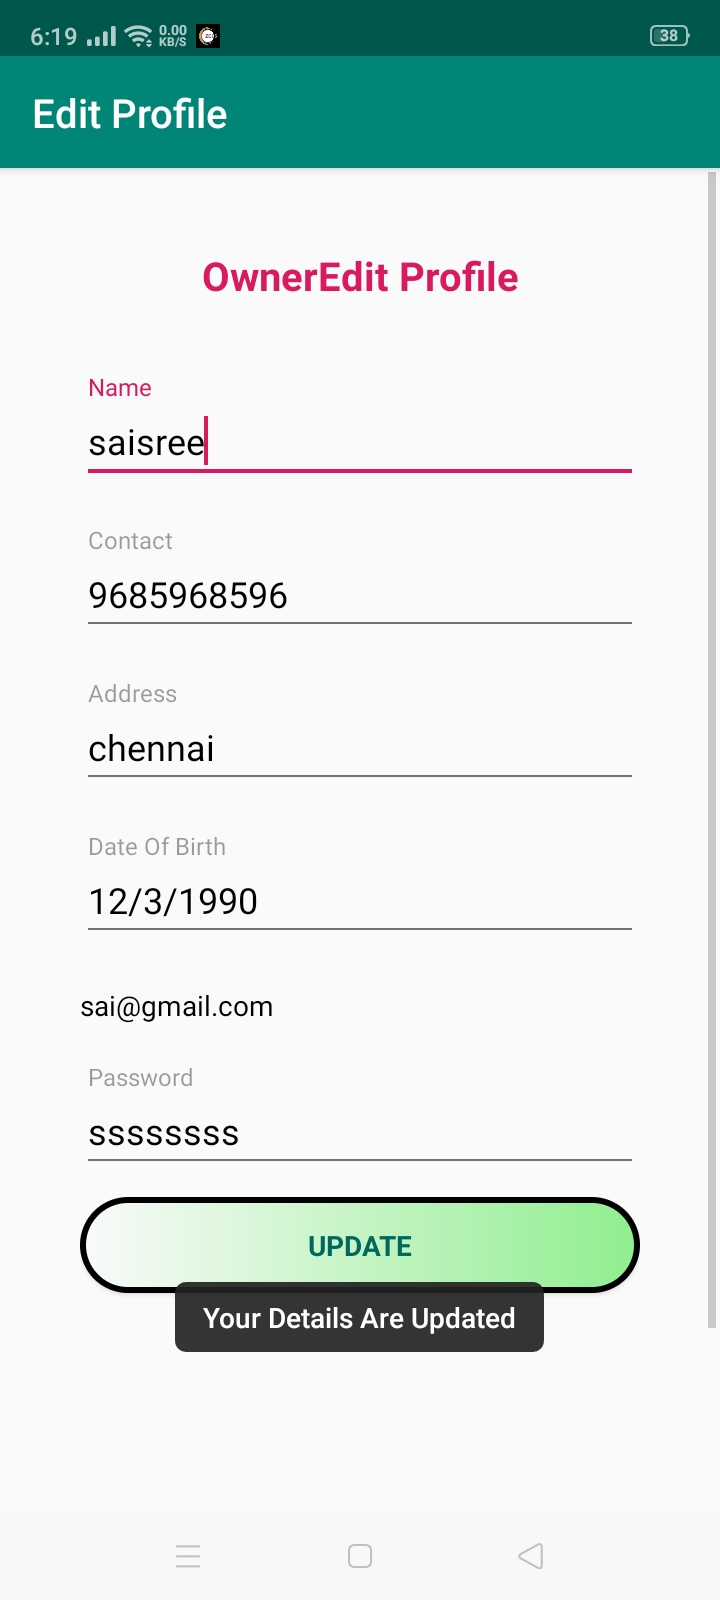 6:19 0.00 KB/S 38
Edit Profile
OwnerEdit Profile
Name
saisree
Contact
9685968596
Address
chennai
Date Of Birth
12/3/1990
sai@gmail.com
Password
ssssssss
UPDATE
Your Details Are Updated